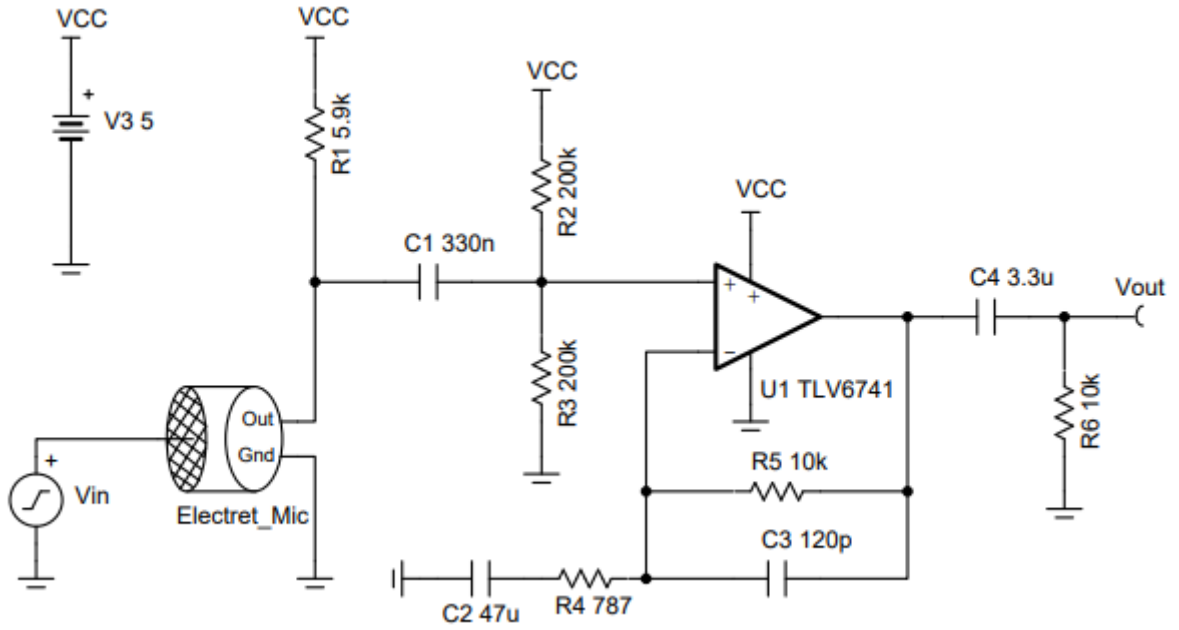 VCC
+
V3 5
VCC
R1 5.9k
VCC
R2 200k
C1 330n
R3 200k
VCC
+
+
−
U1 TLV6741
C4 3.3u
Vout
R6 10k
R5 10k
C3 120p
C2 47u
R4 787
Out
Gnd
Electret_Mic
+
Vin